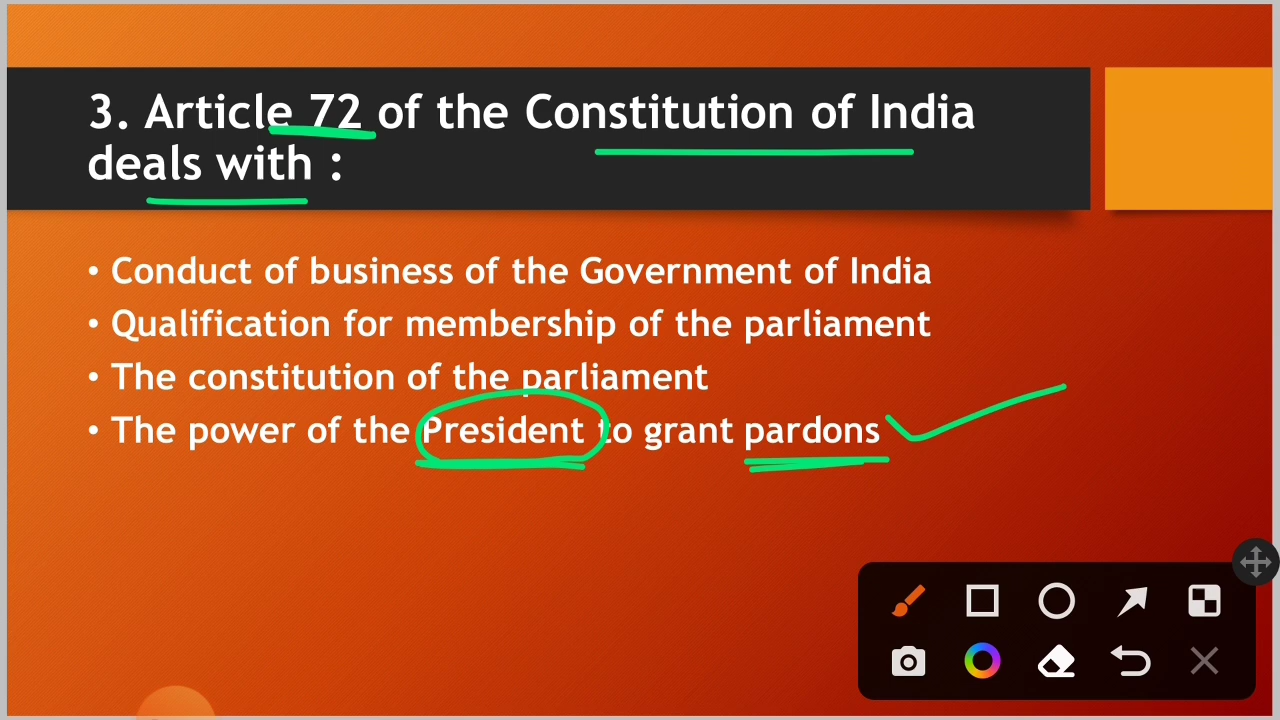 3. Article 72 of the Constitution of India
deals with :
• Conduct of business of the Government of India
• Qualification for membership of the parliament
• The constitution of the parliament
• The power of the President to grant pardons